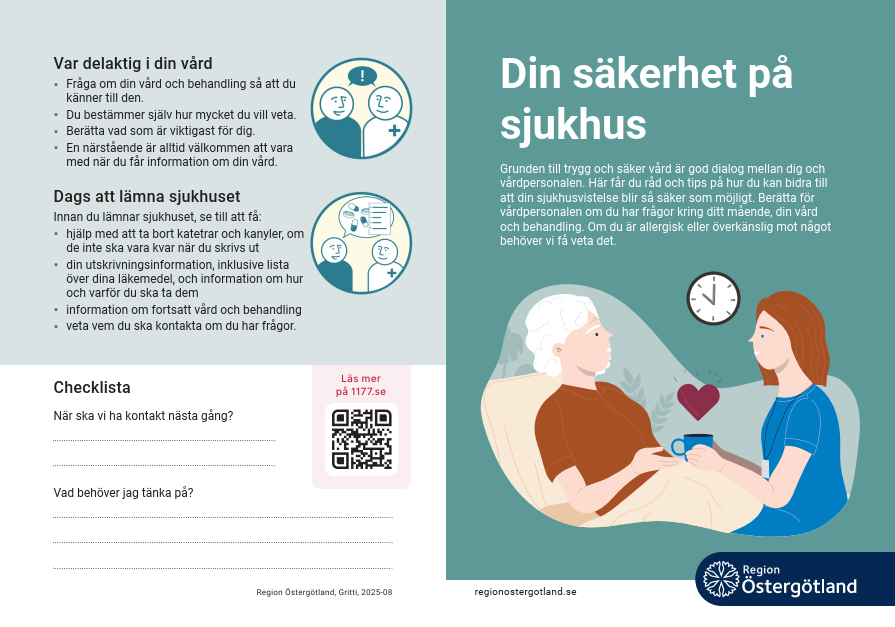 Var delaktig i din vård
• Fråga om din vård och behandling så att du
känner till den.
• Du bestämmer själv hur mycket du vill veta.
• Berätta vad som är viktigast för dig.
• En närstående är alltid välkommen att vara
med när du får information om din vård.
!
Dags att lämna sjukhuset
Innan du lämnar sjukhuset, se till att få:
• hjälp med att ta bort katetrar och kanyler, om
de inte ska vara kvar när du skrivs ut
• din utskrivningsinformation, inklusive lista
över dina läkemedel, och information om hur
och varför du ska ta dem
• information om fortsatt vård och behandling
• veta vem du ska kontakta om du har frågor.
Checklista
När ska vi ha kontakt nästa gång?
Vad behöver jag tänka på?
Läs mer
på 1177.se
Region Östergötland, Gritti, 2025-08
Din säkerhet på
sjukhus
Grunden till trygg och säker vård är god dialog mellan dig och
vårdpersonalen. Här får du råd och tips på hur du kan bidra till
att din sjukhusvistelse blir så säker som möjligt. Berätta för
vårdpersonalen om du har frågor kring ditt mående, din vård
och behandling. Om du är allergisk eller överkänslig mot något
behöver vi få veta det.
regionostergotland.se
Region
Östergötland